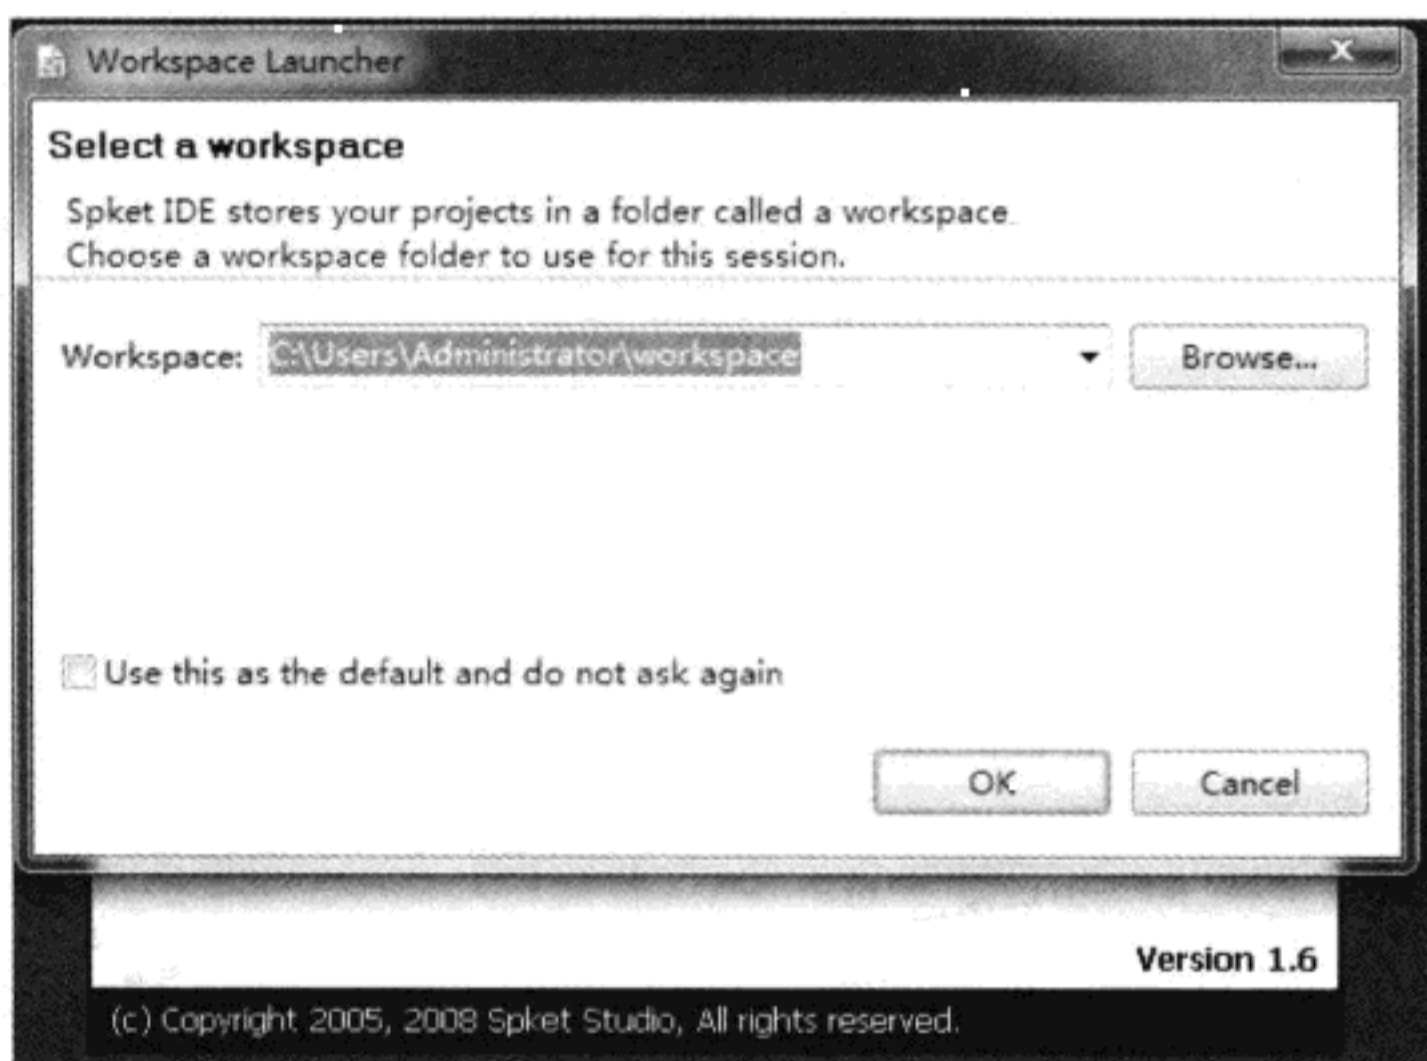 Workspace Launcher
Select a workspace
Spket IDE stores your projects in a folder called a workspace.
Choose a workspace folder to use for this session.
Workspace: C:\Users\Administrator\workspace Browse...
Use this as the default and do not ask again
OK Cancel
Version 1.6
(c) Copyright 2005, 2008 Spket Studio, All rights reserved.